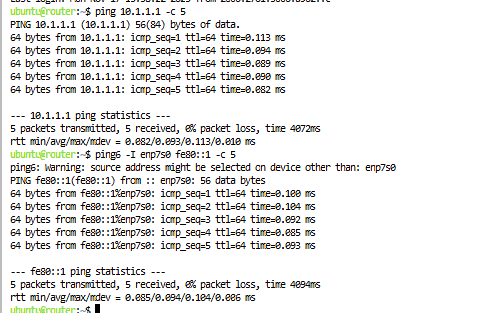 ubuntu@router:~$ ping 10.1.1.1 -c 5
PING 10.1.1.1 (10.1.1.1) 56(84) bytes of data.
64 bytes from 10.1.1.1: icmp_seq=1 ttl=64 time=0.113 ms
64 bytes from 10.1.1.1: icmp_seq=2 ttl=64 time=0.094 ms
64 bytes from 10.1.1.1: icmp_seq=3 ttl=64 time=0.089 ms
64 bytes from 10.1.1.1: icmp_seq=4 ttl=64 time=0.090 ms
64 bytes from 10.1.1.1: icmp_seq=5 ttl=64 time=0.082 ms
--- 10.1.1.1 ping statistics ---
5 packets transmitted, 5 received, 0% packet loss, time 4072ms
rtt min/avg/max/mdev = 0.082/0.093/0.113/0.010 ms
ubuntu@router:~$ ping6 -I enp7s0 fe80::1 -c 5
ping6: Warning: source address might be selected on device other than: enp7s0
PING fe80::1(fe80::1) from :: enp7s0: 56 data bytes
64 bytes from fe80::1%enp7s0: icmp_seq=1 ttl=64 time=0.100 ms
64 bytes from fe80::1%enp7s0: icmp_seq=2 ttl=64 time=0.104 ms
64 bytes from fe80::1%enp7s0: icmp_seq=3 ttl=64 time=0.092 ms
64 bytes from fe80::1%enp7s0: icmp_seq=4 ttl=64 time=0.085 ms
64 bytes from fe80::1%enp7s0: icmp_seq=5 ttl=64 time=0.093 ms
--- fe80::1 ping statistics ---
5 packets transmitted, 5 received, 0% packet loss, time 4094ms
rtt min/avg/max/mdev = 0.085/0.094/0.104/0.006 ms
ubuntu@router:~$